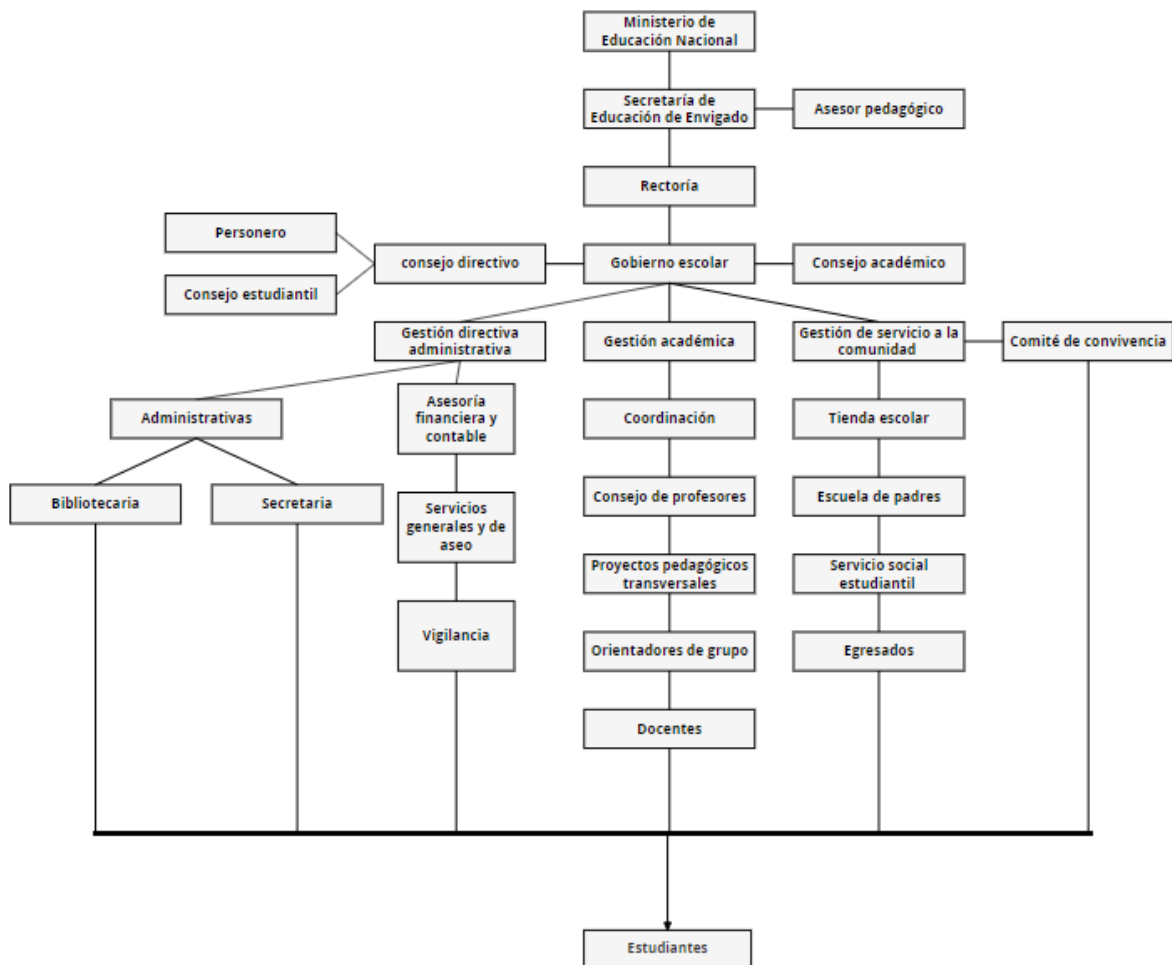 Ministerio de
Educación Nacional
Secretaría de
Educación de Envigado
Asesor pedagógico
Rectoría
Personero
consejo directivo
Gobierno escolar
Consejo académico
Consejo estudiantil
Gestión directiva
administrativa
Gestión académica
Gestión de servicio a la
comunidad
Comité de convivencia
Administrativas
Asesoría
financiera y
contable
Coordinación
Tienda escolar
Bibliotecaria
Secretaria
Servicios
generales y de
aseo
Consejo de profesores
Escuela de padres
Proyectos pedagógicos
transversales
Servicio social
estudiantil
Vigilancia
Orientadores de grupo
Egresados
Docentes
Estudiantes